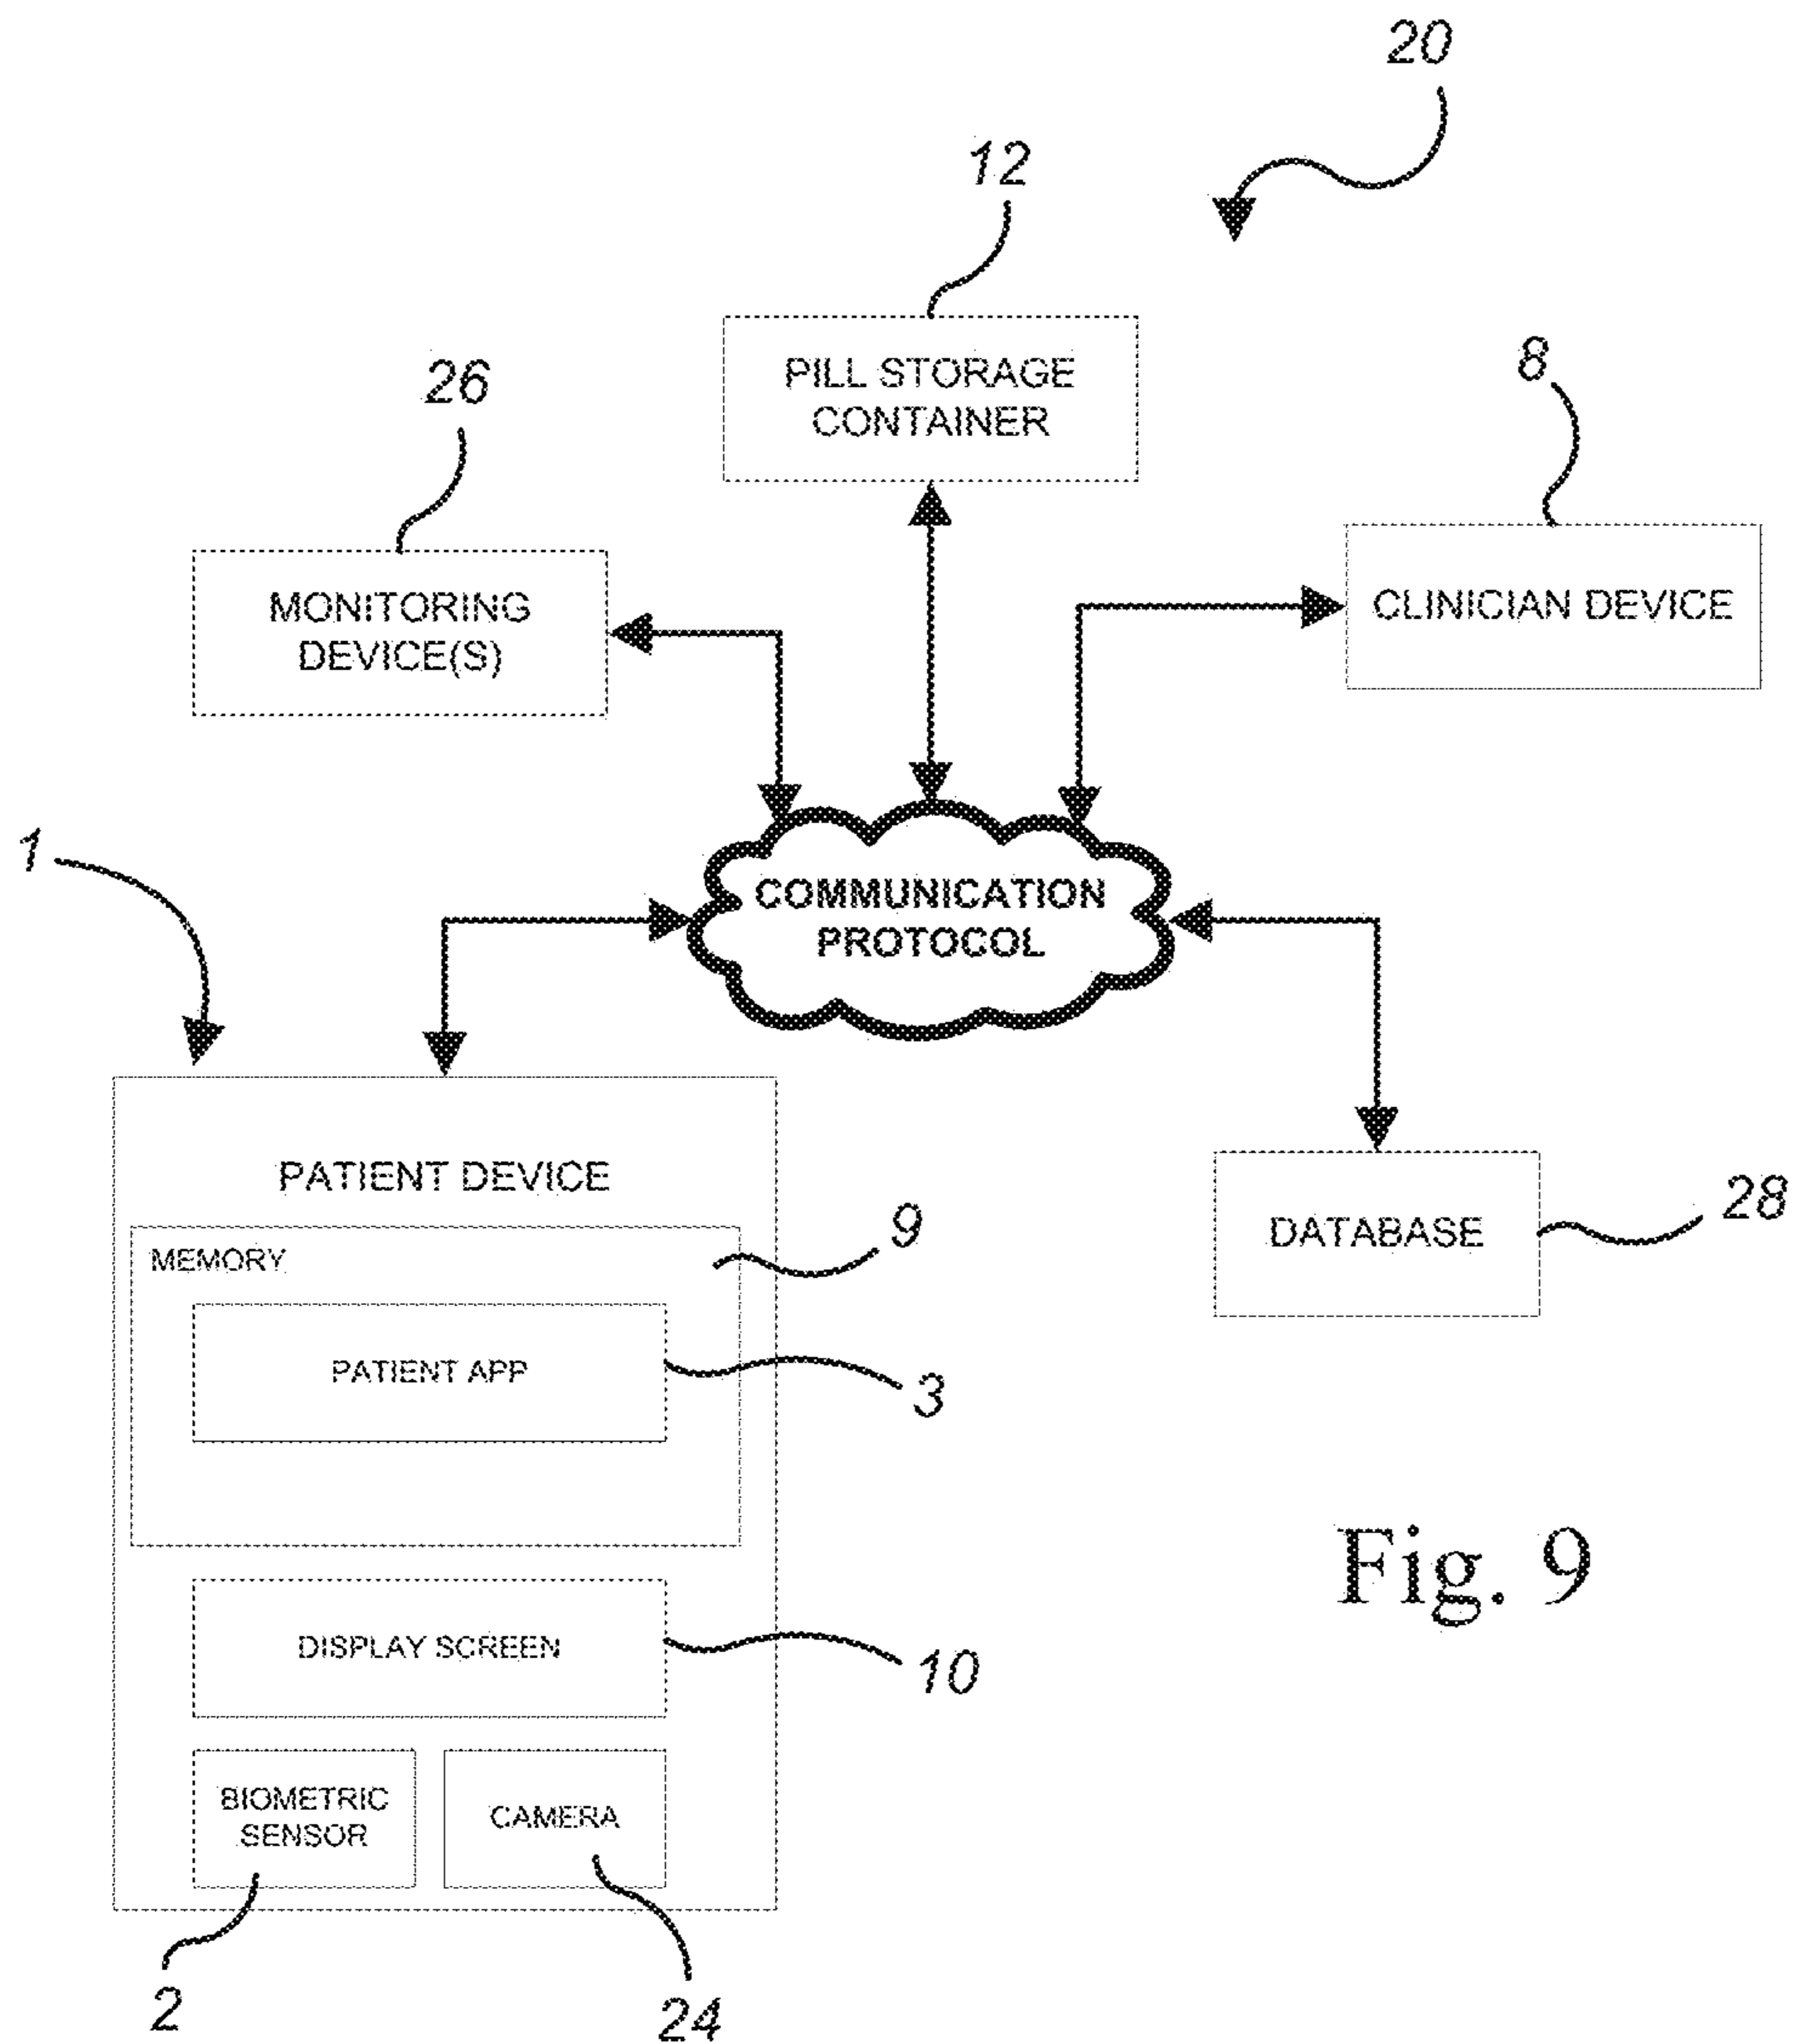 20
12
PILL STORAGE
CONTAINER
8
26
CLINICIAN DEVICE
MONITORING
DEVICE(S)
1
COMMUNICATION
PROTOCOL
PATIENT DEVICE
9
28
DATABASE
MEMORY
PATIENT APP
3
Fig. 9
DISPLAY SCREEN
10
BIOMETRIC
SENSOR
CAMERA
2
24